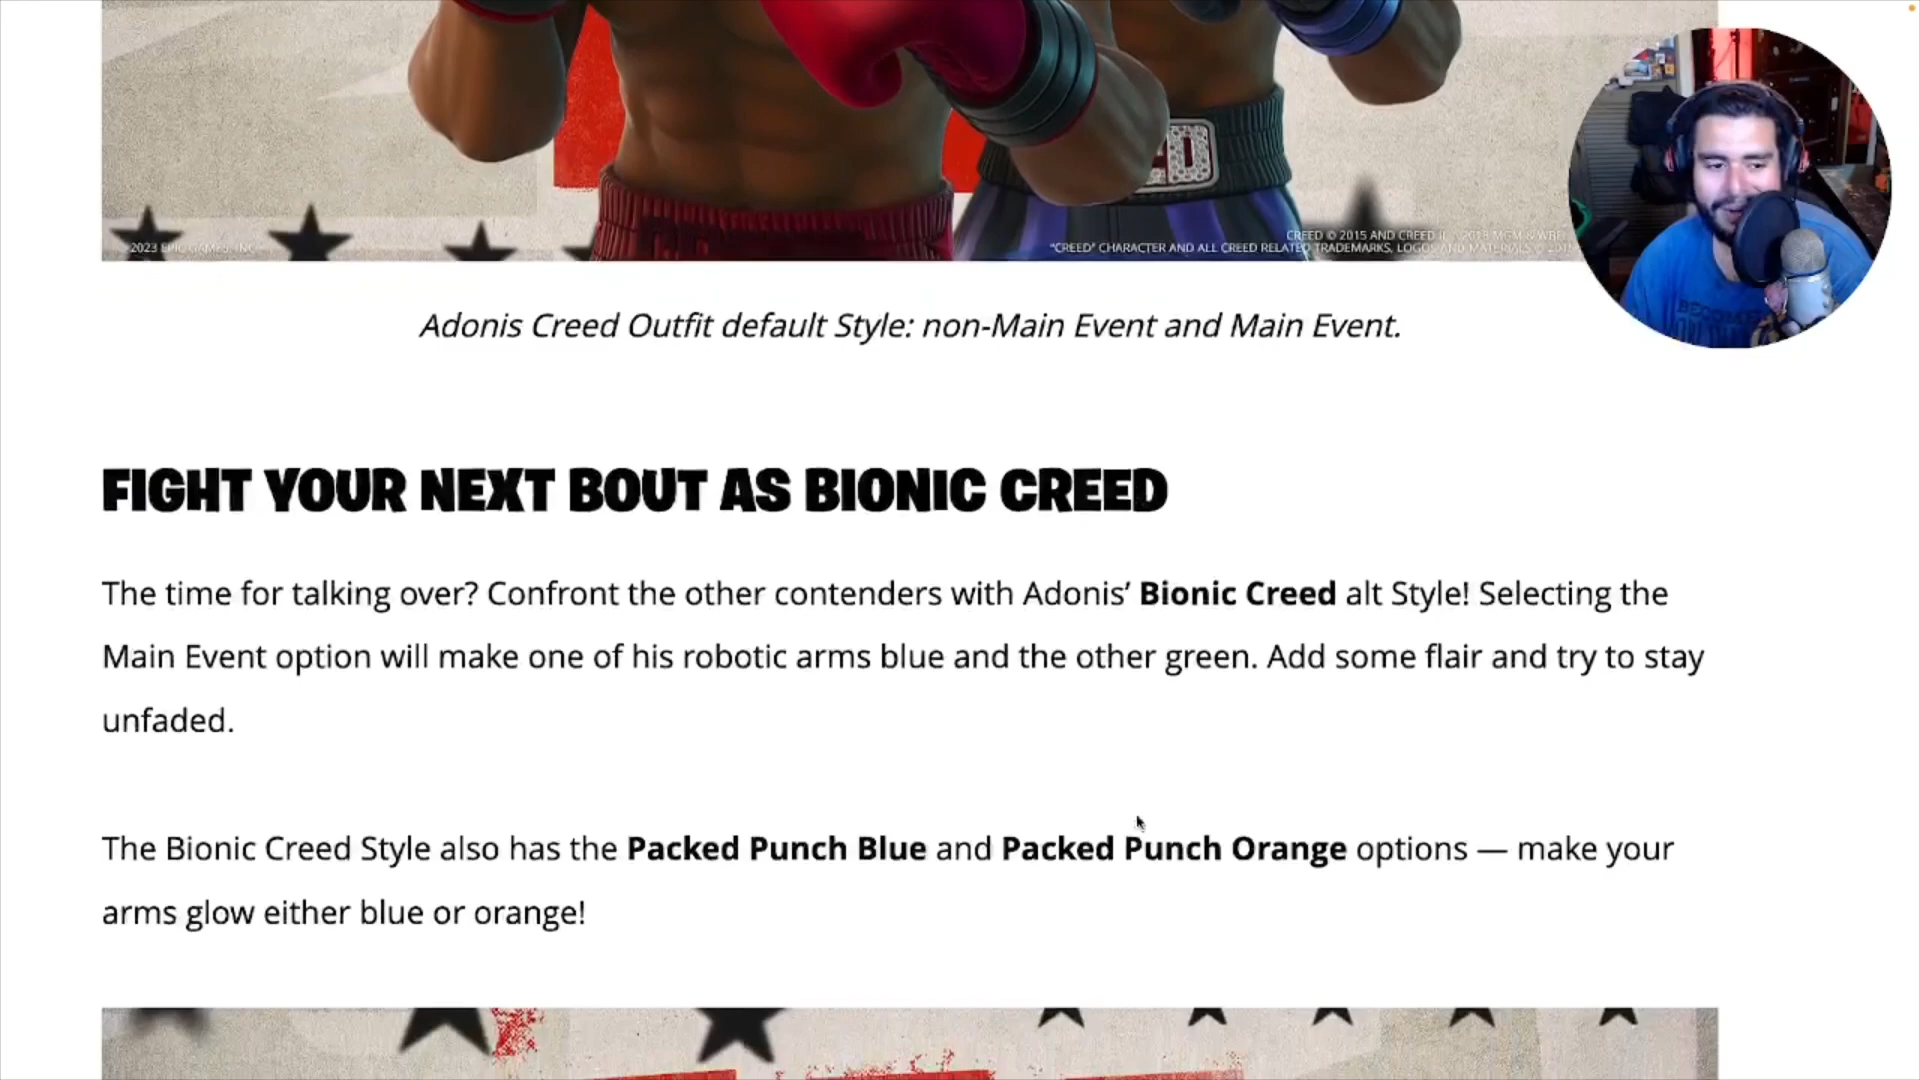 © 2023 EPIC GAMES, INC.
CREED © 2015 AND CREED II
"CREED" CHARACTER AND ALL CREED RELATED TRADEMARKS, LOGOS AND MATERIALS
Adonis Creed Outfit default Style: non-Main Event and Main Event.
FIGHT YOUR NEXT BOUT AS BIONIC CREED
The time for talking over? Confront the other contenders with Adonis’ Bionic Creed alt Style! Selecting the
Main Event option will make one of his robotic arms blue and the other green. Add some flair and try to stay
unfaded.
The Bionic Creed Style also has the Packed Punch Blue and Packed Punch Orange options — make your
arms glow either blue or orange!